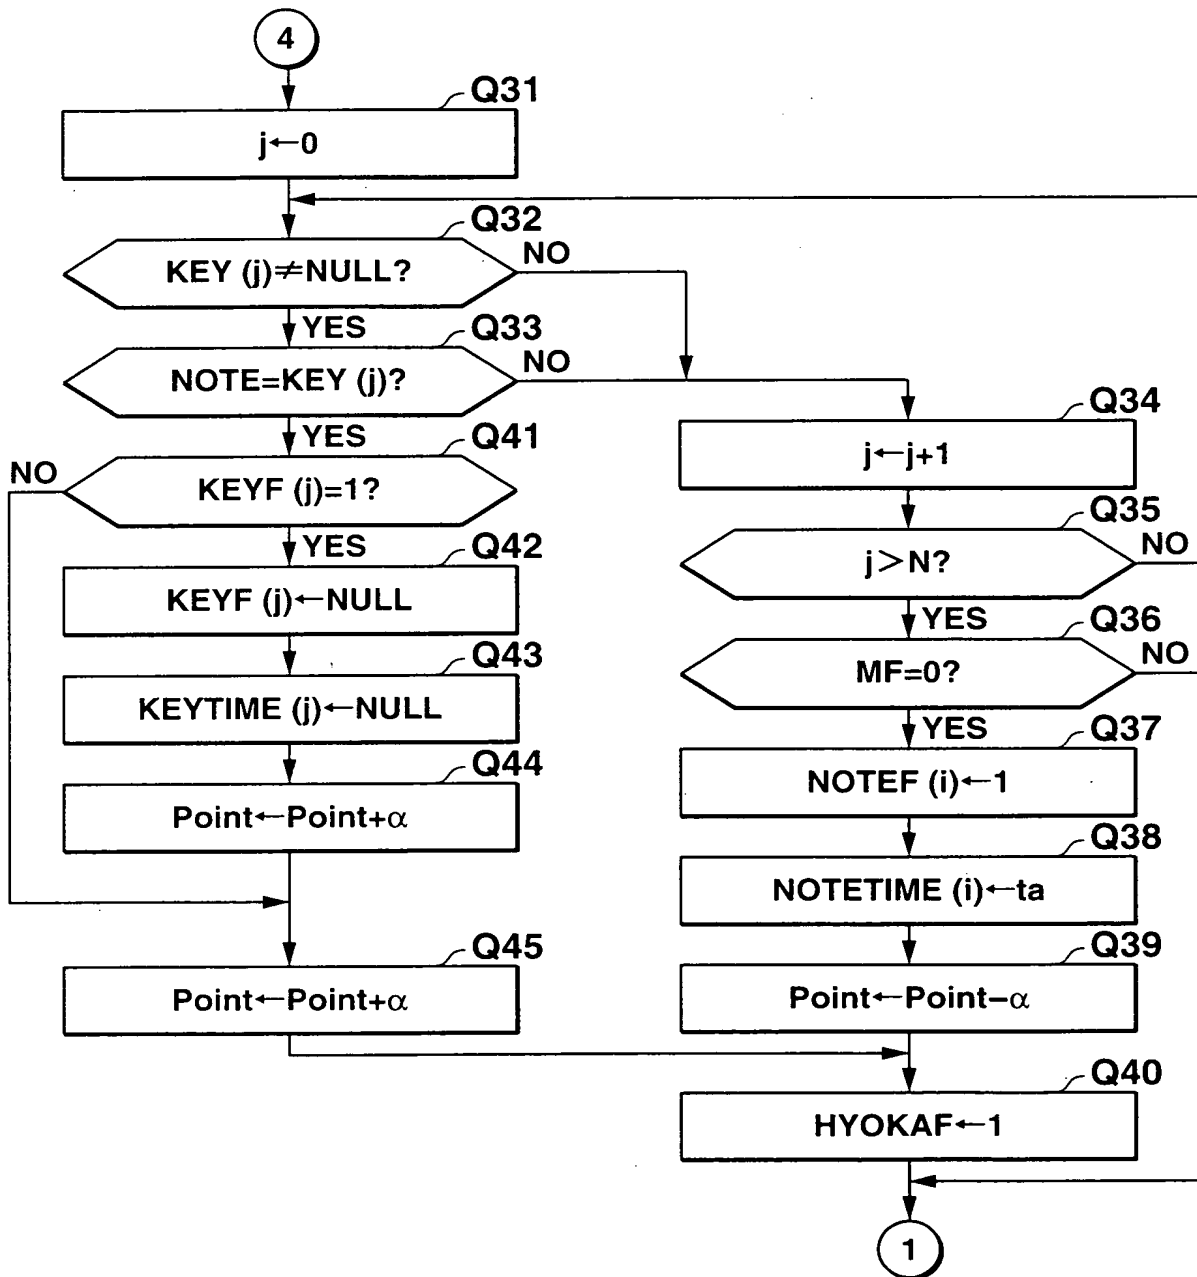 4
Q31
j←0
Q32
KEY (j)≠NULL?
NO
YES
Q33
NOTE=KEY (j)?
NO
YES
Q41
NO
KEYF (j)=1?
YES
Q42
KEYF (j)←NULL
Q43
KEYTIME (j)←NULL
Q44
Point←Point+α
Q45
Point←Point+α
Q34
j←j+1
Q35
j>N?
NO
YES
Q36
MF=0?
NO
YES
Q37
NOTEF (i)←1
Q38
NOTETIME (i)←ta
Q39
Point←Point−α
Q40
HYOKAF←1
1